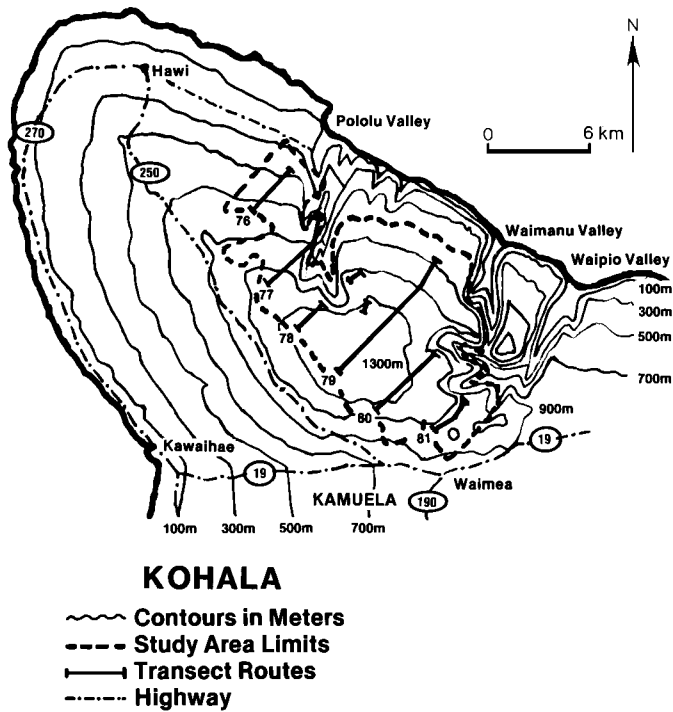 N
Hawi
Pololu Valley
0 6 km
270
250
76
Waimanu Valley
Waipio Valley
77
100m
300m
78
500m
1300m
79
700m
80
900m
81
19
Kawaihae
19
Waimea
KAMUELA
190
100m 300m 500m 700m
KOHALA
Contours in Meters
Study Area Limits
Transect Routes
Highway